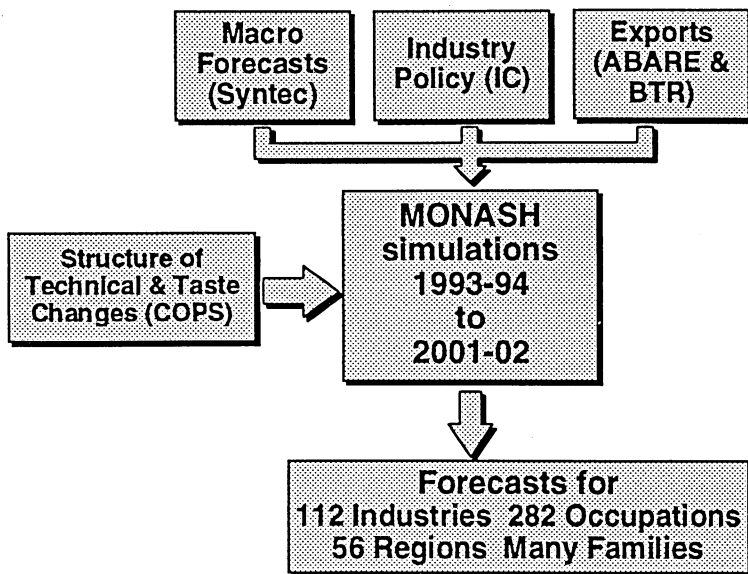 Macro
Forecasts
(Syntec)
Industry
Policy (IC)
Exports
(ABARE &
BTR)
Structure of
Technical & Taste
Changes (COPS)
MONASH
simulations
1993-94
to
2001-02
Forecasts for
112 Industries 282 Occupations
56 Regions Many Families